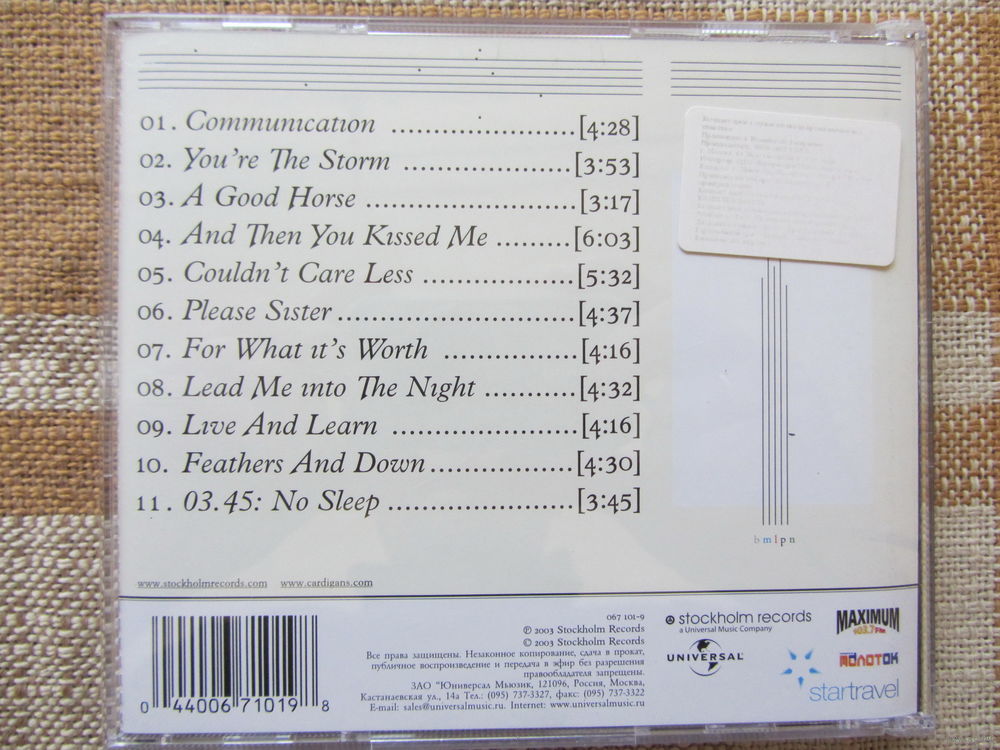 01. Communication ........................[4:28]
02. You're The Storm ......................[3:53]
03. A Good Horse ...........................[3:17]
04. And Then You Kissed Me .........[6:03]
05. Couldn't Care Less ...................[5:32]
06. Please Sister..............................[4:37]
07. For What it's Worth .................[4:16]
08. Lead Me into The Night ...........[4:32]
09. Live And Learn .......................[4:16]
10. Feathers And Down..................[4:30]
11. 03.45: No Sleep .......................[3:45]
b m l p n
www.stockholmrecords.com www.cardigans.com
067 101-9
℗ 2003 Stockholm Records
© 2003 Stockholm Records
Все права защищены. Незаконное копирование, сдача в прокат,
публичное воспроизведение и передача в эфир без разрешения
правообладателя запрещены.
ЗАО "Юниверсал Мьюзик, 121096, Россия, Москва,
Кастанаевская ул., 14а Тел.: (095) 737-3327, факс: (095) 737-3322
E-mail: sales@universalmusic.ru. Internet: www.universalmusic.ru
0 44006 71019 8
stockholm records
a Universal Music Company
UNIVERSAL
MAXIMUM
103.7 FM
МОЛОТОК
startravel